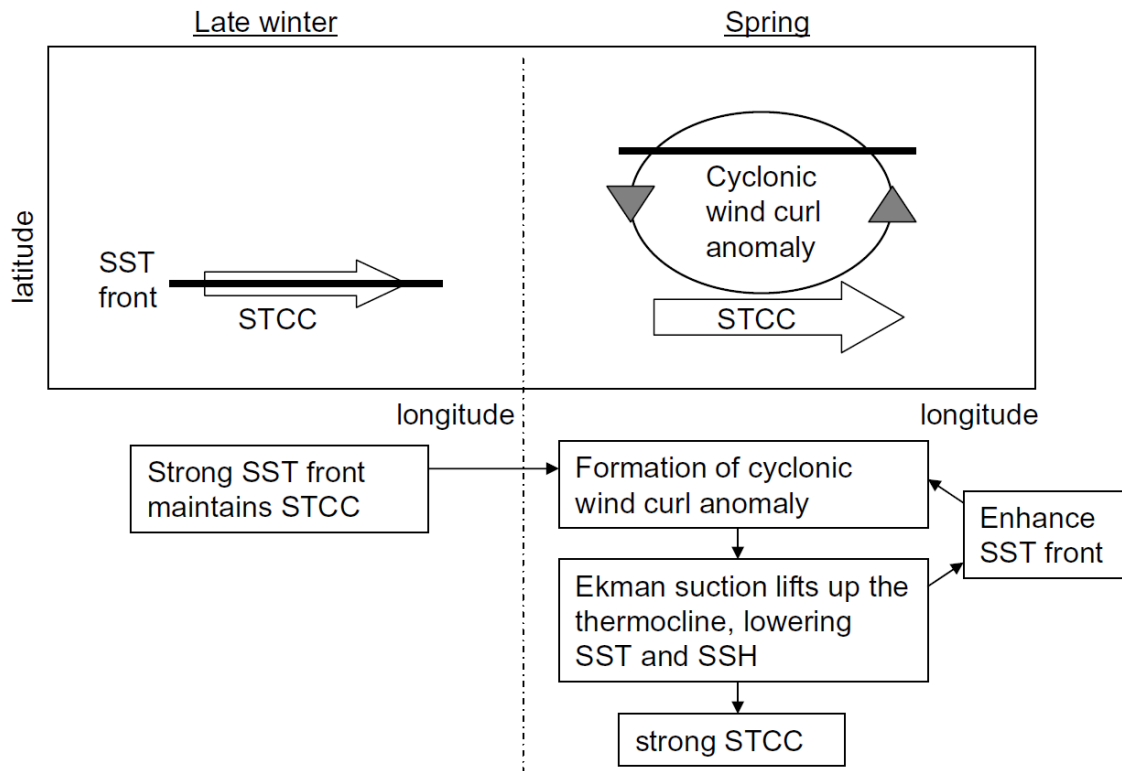 Late winter
Spring
latitude
SST
front
STCC
Cyclonic
wind curl
anomaly
STCC
longitude
longitude
Strong SST front
maintains STCC
Formation of cyclonic
wind curl anomaly
Enhance
SST front
Ekman suction lifts up the
thermocline, lowering
SST and SSH
strong STCC